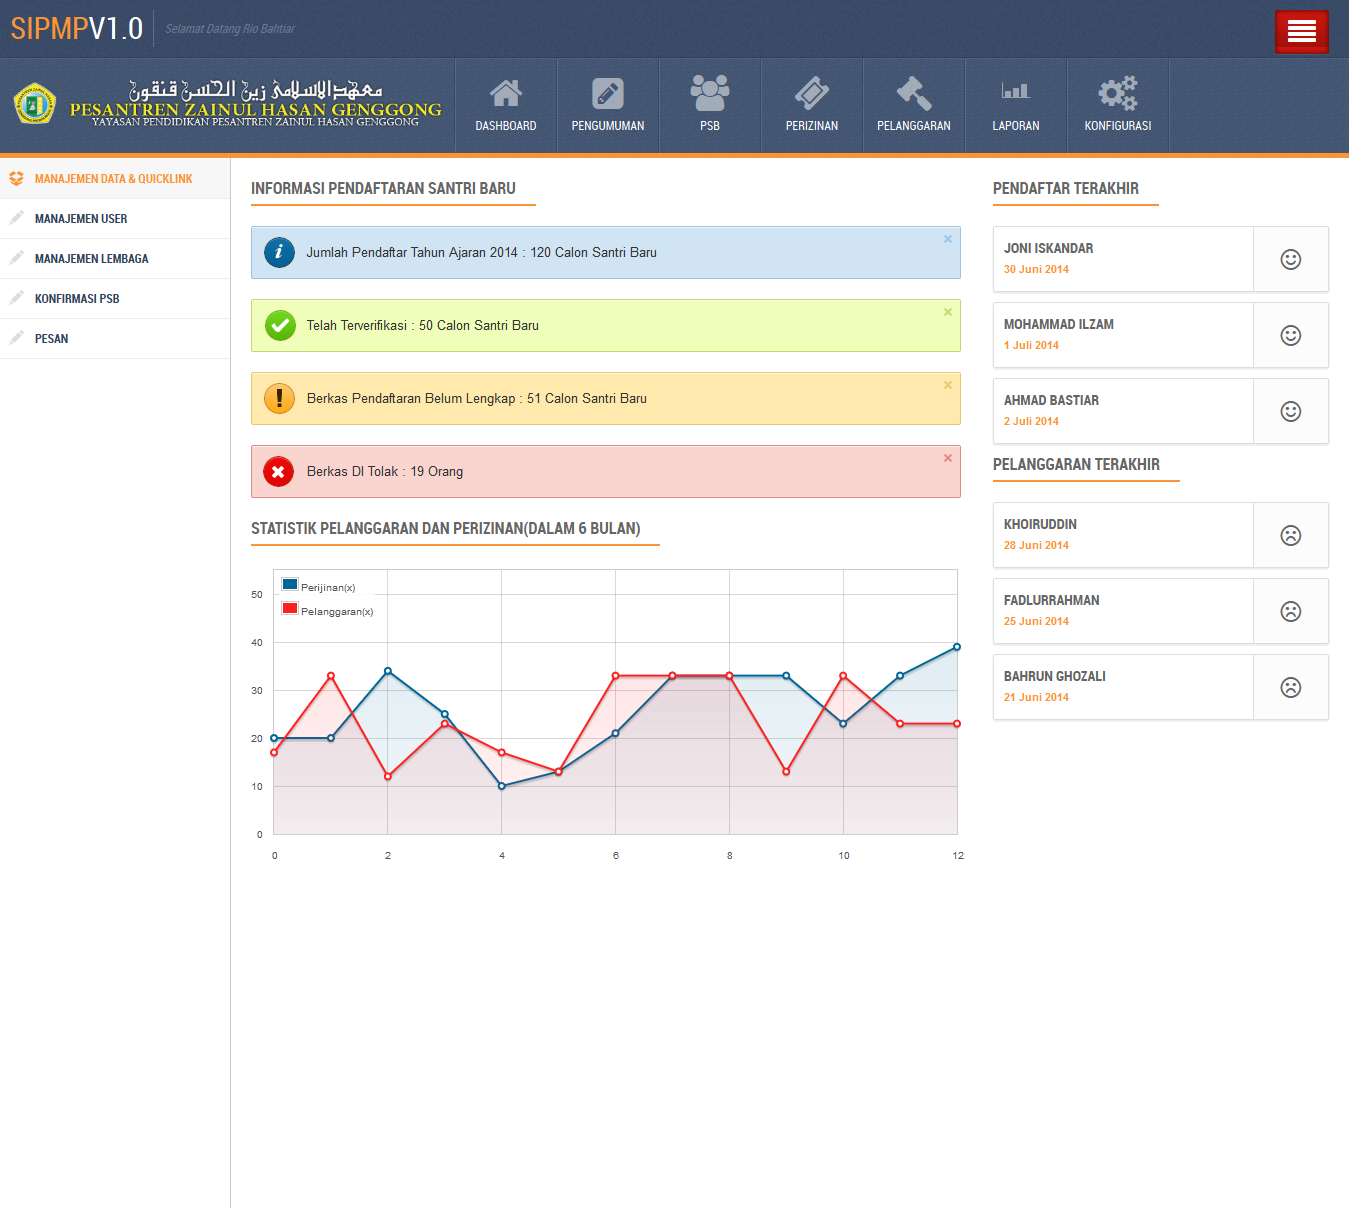 SIPMPV1.0
Selamat Datang Rio Bahtiar
معهد الإسلامى زين الحسن قنقون
PESANTREN ZAINUL HASAN GENGGONG
YAYASAN PENDIDIKAN PESANTREN ZAINUL HASAN GENGGONG
DASHBOARD
PENGUMUMAN
PSB
PERIZINAN
PELANGGARAN
LAPORAN
KONFIGURASI
MANAJEMEN DATA & QUICKLINK
MANAJEMEN USER
MANAJEMEN LEMBAGA
KONFIRMASI PSB
PESAN
INFORMASI PENDAFTARAN SANTRI BARU
Jumlah Pendaftar Tahun Ajaran 2014 : 120 Calon Santri Baru
Telah Terverifikasi : 50 Calon Santri Baru
Berkas Pendaftaran Belum Lengkap : 51 Calon Santri Baru
Berkas DI Tolak : 19 Orang
STATISTIK PELANGGARAN DAN PERIZINAN(DALAM 6 BULAN)
Perijinan(x)
Pelanggaran(x)
50
40
30
20
10
0
0 2 4 6 8 10 12
PENDAFTAR TERAKHIR
JONI ISKANDAR
30 Juni 2014
MOHAMMAD ILZAM
1 Juli 2014
AHMAD BASTIAR
2 Juli 2014
PELANGGARAN TERAKHIR
KHOIRUDDIN
28 Juni 2014
FADLURRAHMAN
25 Juni 2014
BAHRUN GHOZALI
21 Juni 2014